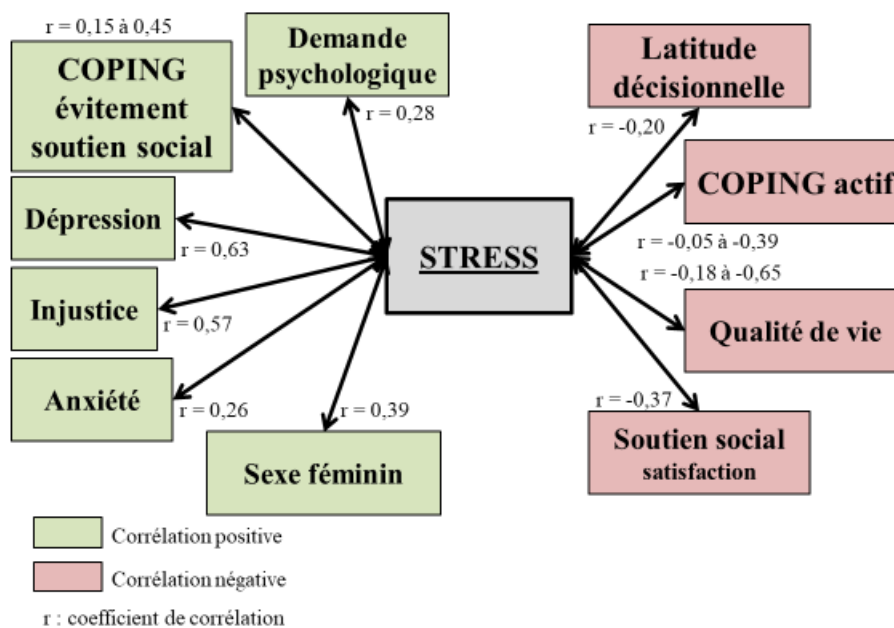 r = 0,15 à 0,45
COPING
évitement
soutien social
Demande
psychologique
r = 0,28
Dépression
r = 0,63
Injustice
r = 0,57
Anxiété
r = 0,26
r = 0,39
Sexe féminin
STRESS
Latitude
décisionnelle
r = -0,20
COPING actif
r = -0,05 à -0,39
r = -0,18 à -0,65
Qualité de vie
r = -0,37
Soutien social
satisfaction
Corrélation positive
Corrélation négative
r : coefficient de corrélation